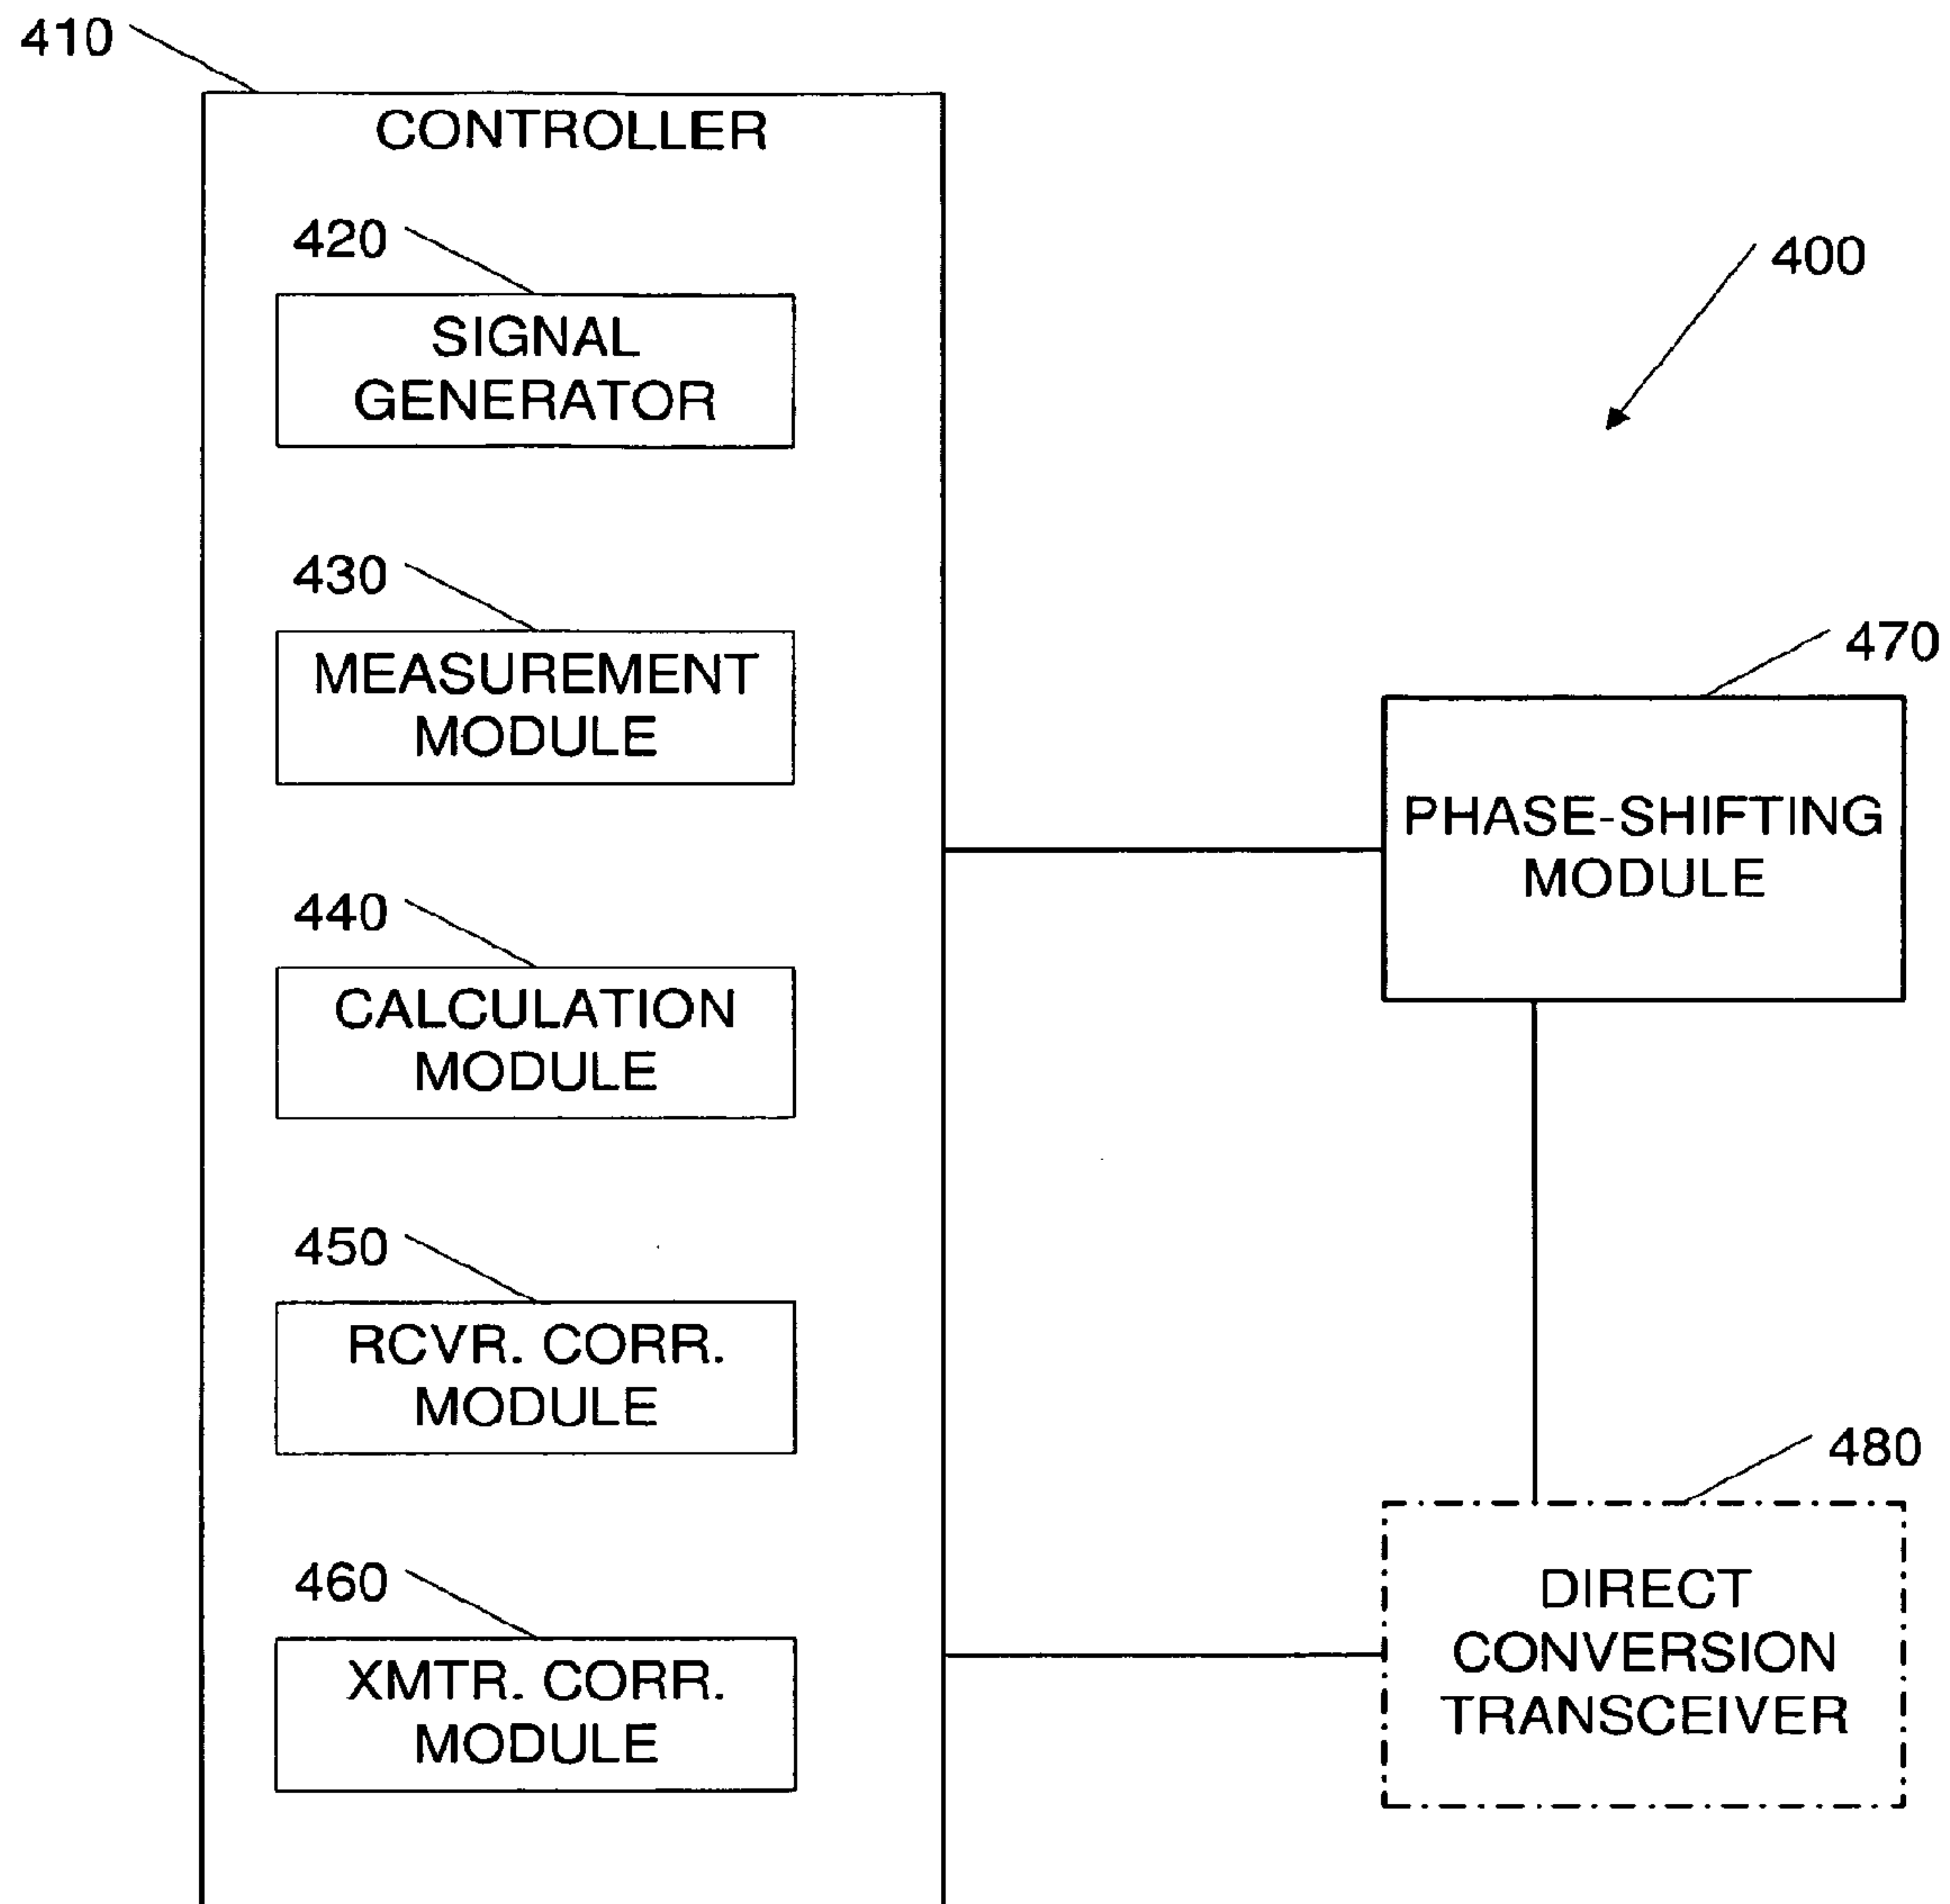 410
CONTROLLER
420
SIGNAL
GENERATOR
400
430
MEASUREMENT
MODULE
470
PHASE-SHIFTING
MODULE
440
CALCULATION
MODULE
450
RCVR. CORR.
MODULE
480
DIRECT
CONVERSION
TRANSCEIVER
460
XMTR. CORR.
MODULE